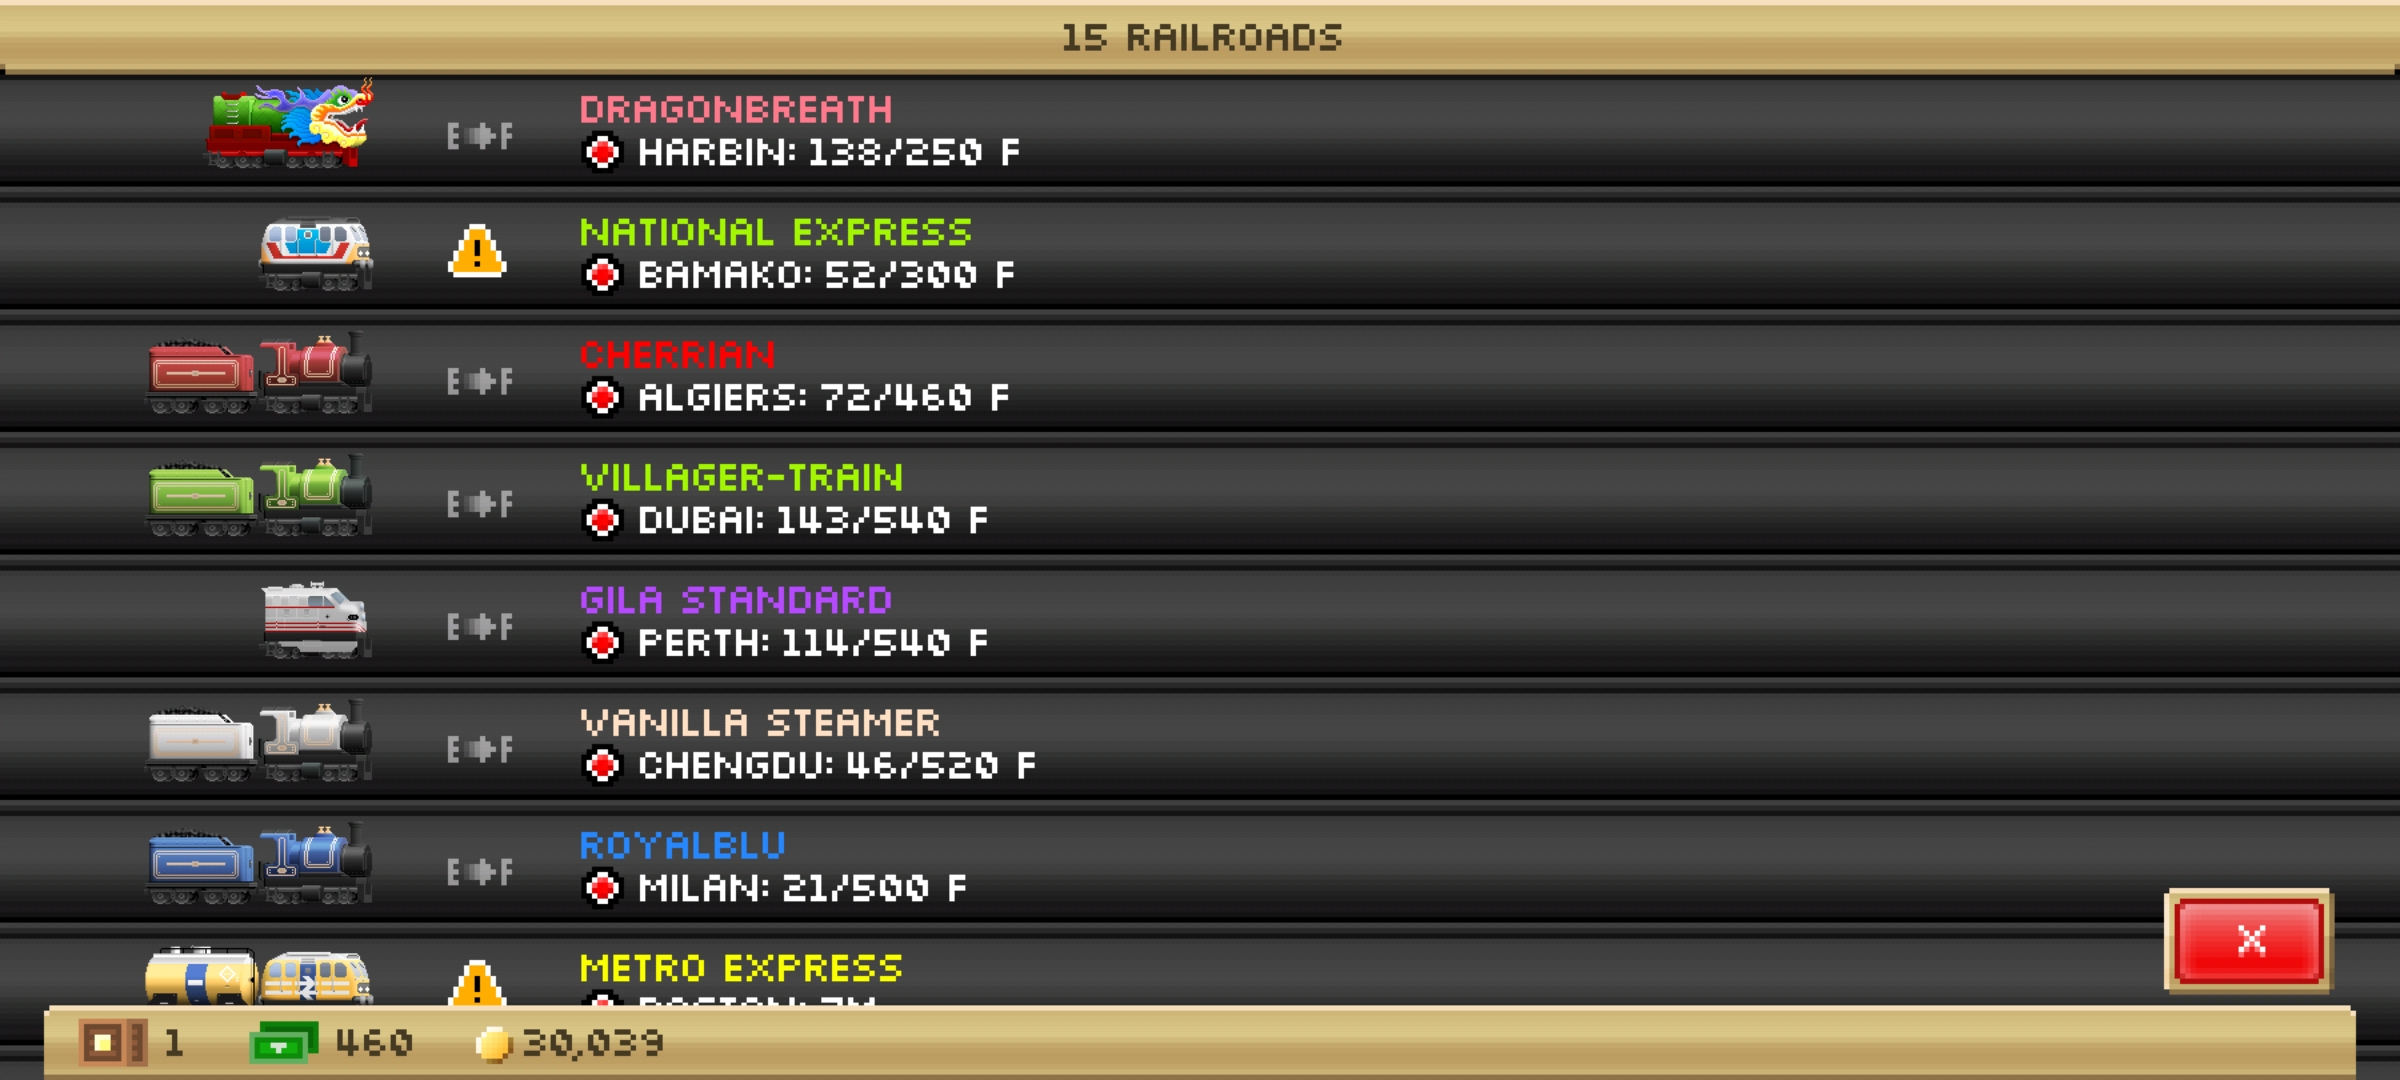 15 RAILROADS
DRAGONBREATH
E F
HARBIN: 138/250 F
NATIONAL EXPRESS
!
BAMAKO: 52/300 F
CHERRIAN
E F
ALGIERS: 72/460 F
VILLAGER-TRAIN
E F
DUBAI: 143/540 F
GILA STANDARD
E F
PERTH: 114/540 F
VANILLA STEAMER
E F
CHENGDU: 46/520 F
ROYALBLU
E F
MILAN: 21/500 F
X
METRO EXPRESS
!
1 460 30,039